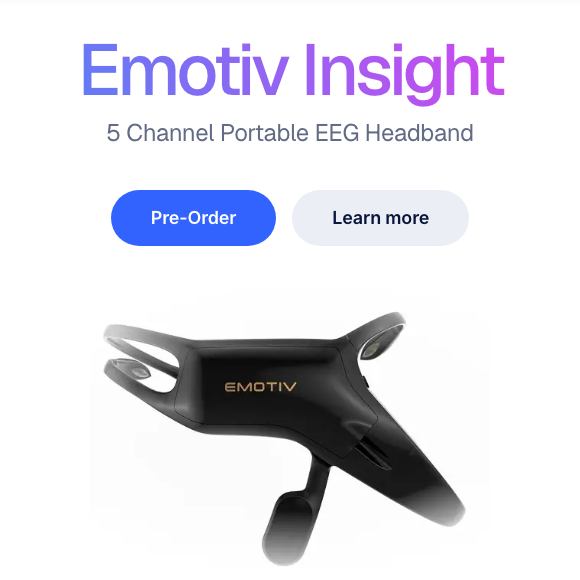 Emotiv Insight
5 Channel Portable EEG Headband
Pre-Order
Learn more
EMOTIV